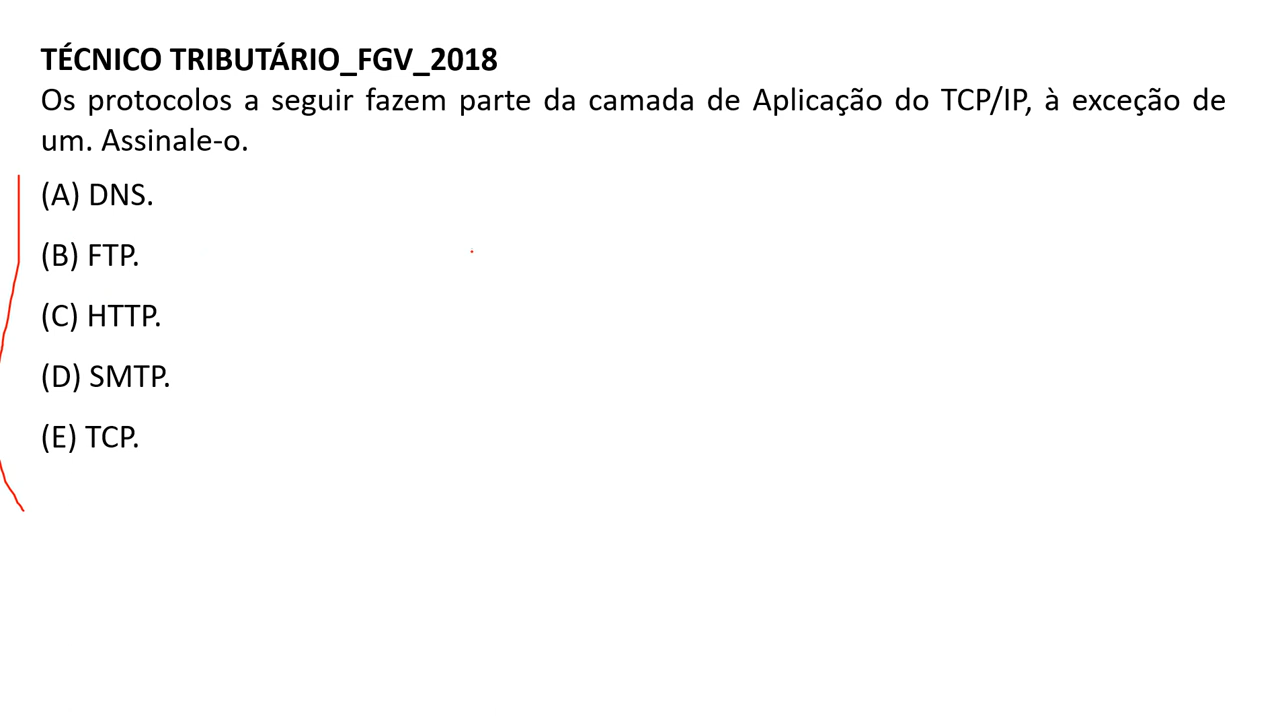 TÉCNICO TRIBUTÁRIO_FGV_2018
Os protocolos a seguir fazem parte da camada de Aplicação do TCP/IP, à exceção de
um. Assinale-o.
(A) DNS.
(B) FTP.
(C) HTTP.
(D) SMTP.
(E) TCP.